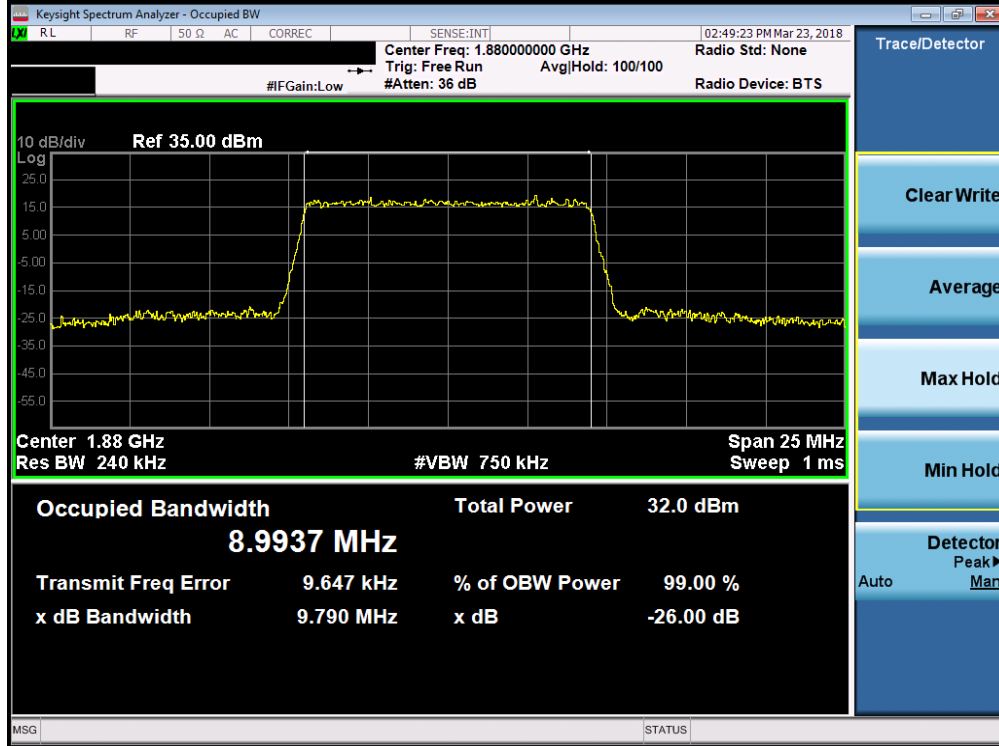 Keysight Spectrum Analyzer - Occupied BW
LXI RL RF 50 Ω AC CORREC SENSE:INT 02:49:23 PM Mar 23, 2018
Center Freq: 1.880000000 GHz Radio Std: None
Trig: Free Run Avg|Hold: 100/100
#IFGain:Low #Atten: 36 dB Radio Device: BTS
10 dB/div Ref 35.00 dBm
Log
25.0
15.0
5.00
-5.00
-15.0
-25.0
-35.0
-45.0
-55.0
Center 1.88 GHz Span 25 MHz
Res BW 240 kHz #VBW 750 kHz Sweep 1 ms
Occupied Bandwidth Total Power 32.0 dBm
8.9937 MHz
Transmit Freq Error 9.647 kHz % of OBW Power 99.00 %
x dB Bandwidth 9.790 MHz x dB -26.00 dB
MSG STATUS
Trace/Detector
Clear Write
Average
Max Hold
Min Hold
Detector
Peak
Auto Man